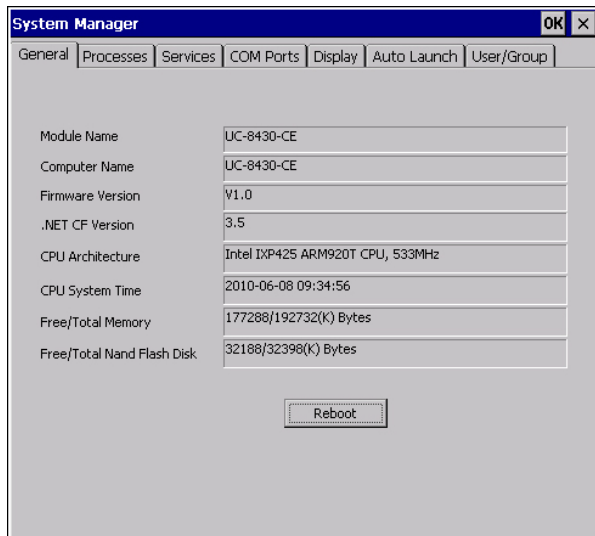 System Manager OK ×
General Processes Services COM Ports Display Auto Launch User/Group
Module Name UC-8430-CE
Computer Name UC-8430-CE
Firmware Version V1.0
.NET CF Version 3.5
CPU Architecture Intel IXP425 ARM920T CPU, 533MHz
CPU System Time 2010-06-08 09:34:56
Free/Total Memory 177288/192732(K) Bytes
Free/Total Nand Flash Disk 32188/32398(K) Bytes
Reboot